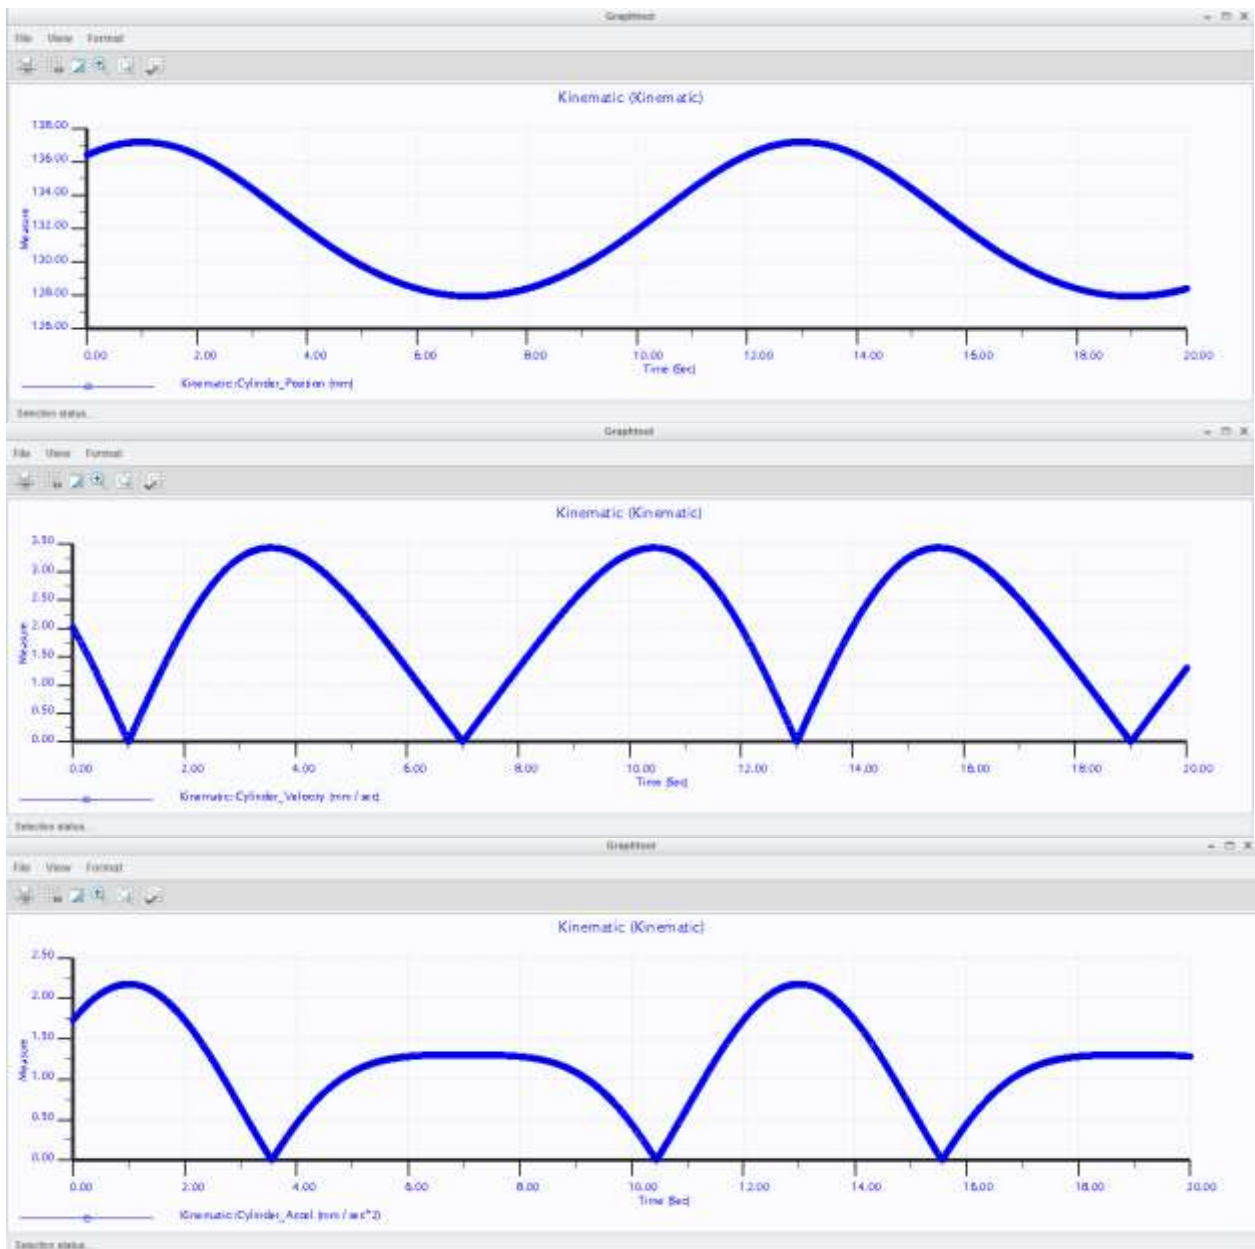 Graphtool
File View Format
Kinematic (Kinematic)
138.00
136.00
134.00
132.00
130.00
128.00
126.00
Measure
0.00 2.00 4.00 6.00 8.00 10.00 12.00 14.00 16.00 18.00 20.00
Time (Sec)
Kinematic:Cylinder_Position (mm)
Selection status...
Graphtool
File View Format
Kinematic (Kinematic)
3.50
3.00
2.50
2.00
1.50
1.00
0.50
0.00
Measure
0.00 2.00 4.00 6.00 8.00 10.00 12.00 14.00 16.00 18.00 20.00
Time (Sec)
Kinematic:Cylinder_Velocity (mm / sec)
Selection status...
Graphtool
File View Format
Kinematic (Kinematic)
2.50
2.00
1.50
1.00
0.50
0.00
Measure
0.00 2.00 4.00 6.00 8.00 10.00 12.00 14.00 16.00 18.00 20.00
Time (Sec)
Kinematic:Cylinder_Accel (mm / sec^2)
Selection status...